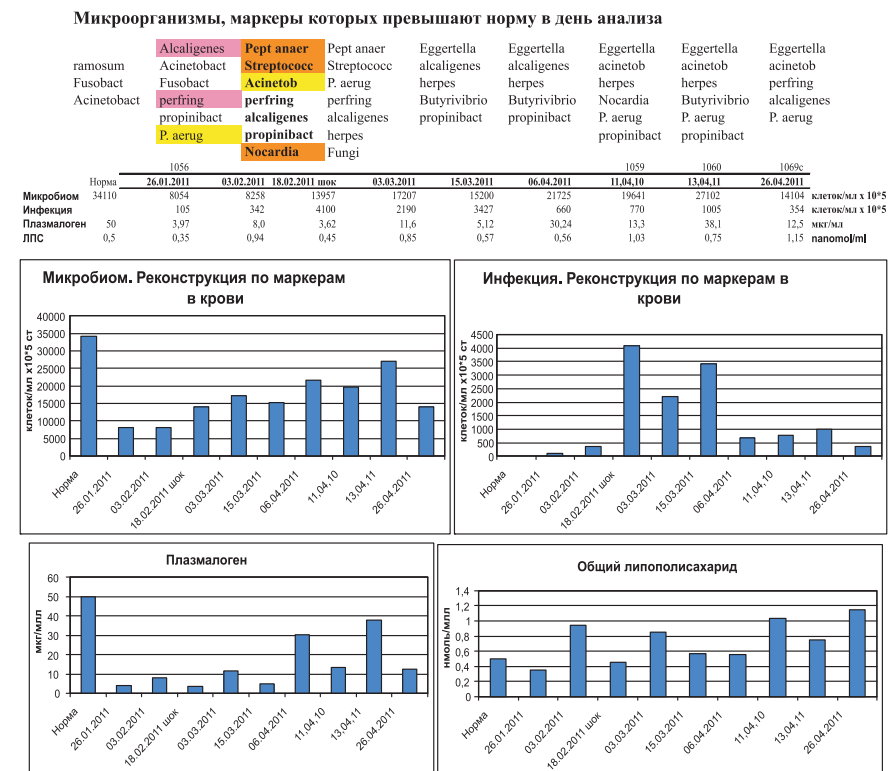 Микроорганизмы, маркеры которых превышают норму в день анализа
Alcaligenes Pept anaer Pept anaer Eggertella Eggertella Eggertella Eggertella Eggertella
ramosum Acinetobact Streptococc Streptococc alcaligenes alcaligenes acinetob acinetob acinetob
Fusobact Fusobact Acinetob P. aerug herpes herpes herpes herpes perfring
Acinetobact perfring perfring perfring Butyrivibrio Butyrivibrio Nocardia Butyrivibrio alcaligenes
propinibact alcaligenes alcaligenes propinibact propinibact P. aerug P. aerug P. aerug
P. aerug propinibact herpes propinibact propinibact
Nocardia Fungi
1056 1059 1060 1069c
Норма 26.01.2011 03.02.2011 18.02.2011 шок 03.03.2011 15.03.2011 06.04.2011 11,04,10 13,04,11 26.04.2011
Микробиом 34110 8054 8258 13957 17207 15200 21725 19641 27102 14104 клеток/мл х 10*5
Инфекция 105 342 4100 2190 3427 660 770 1005 354 клеток/мл х 10*5
Плазмалоген 50 3,97 8,0 3,62 11,6 5,12 30,24 13,3 38,1 12,5 мкг/мл
ЛПС 0,5 0,35 0,94 0,45 0,85 0,57 0,56 1,03 0,75 1,15 nanomol/ml
Микробиом. Реконструкция по маркерам
в крови
клеток/мл х10*5 ст
40000
35000
30000
25000
20000
15000
10000
5000
0
Норма 26.01.2011 03.02.2011 18.02.2011 шок 03.03.2011 15.03.2011 06.04.2011 11,04,10 13,04,11 26.04.2011
Инфекция. Реконструкция по маркерам в
крови
клеток/мл х10*5 ст
4500
4000
3500
3000
2500
2000
1500
1000
500
0
Норма 26.01.2011 03.02.2011 18.02.2011 шок 03.03.2011 15.03.2011 06.04.2011 11,04,10 13,04,11 26.04.2011
Плазмалоген
мкг/млл
60
50
40
30
20
10
0
Норма 26.01.2011 03.02.2011 18.02.2011 шок 03.03.2011 15.03.2011 06.04.2011 11,04,10 13,04,11 26.04.2011
Общий липополисахарид
нмоль/млл
1,4
1,2
1
0,8
0,6
0,4
0,2
0
Норма 26.01.2011 03.02.2011 18.02.2011 шок 03.03.2011 15.03.2011 06.04.2011 11,04,10 13,04,11 26.04.2011